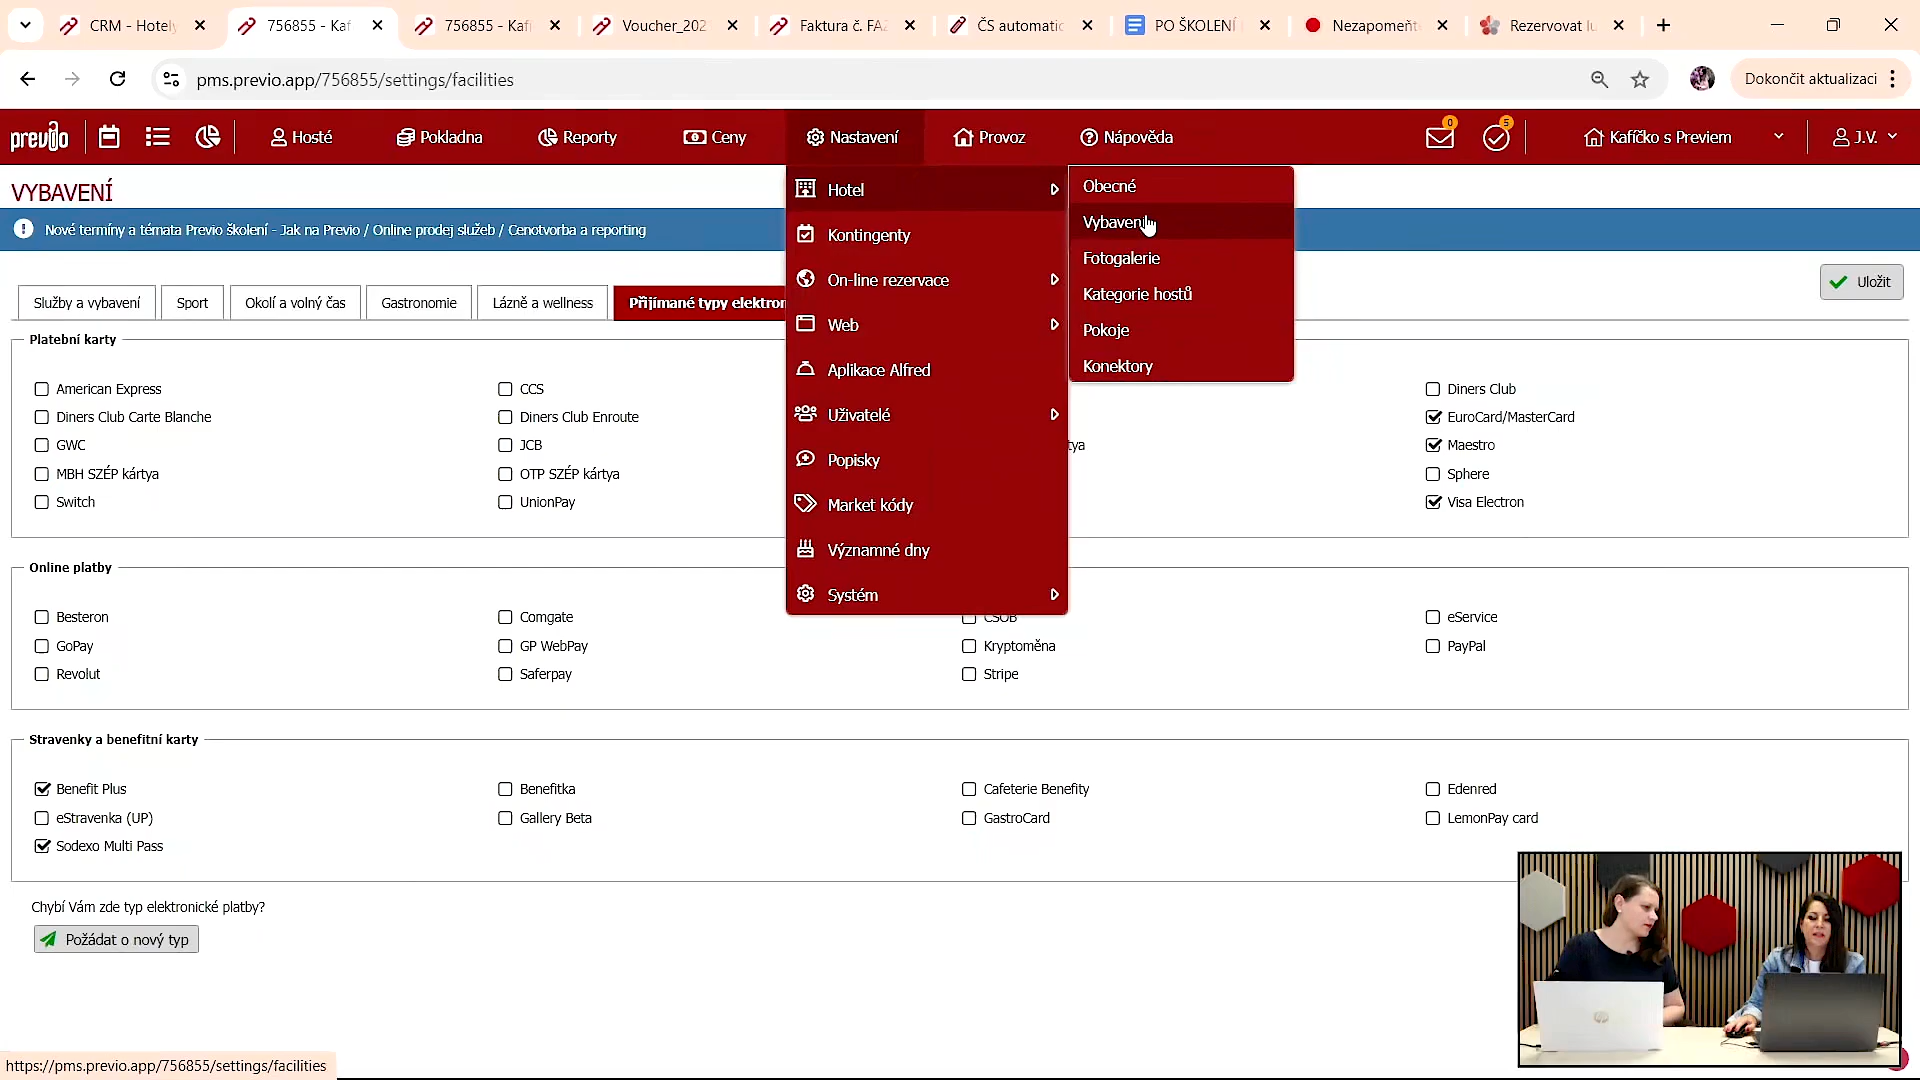 CRM - Hotely
756855 - Kaf
756855 - Kafí
Voucher_202
Faktura č. FAZ
ČS automatic
PO ŠKOLENÍ
Nezapomeňt
Rezervovat lu
pms.previo.app/756855/settings/facilities
Dokončit aktualizaci
previo
Hosté
Pokladna
Reporty
Ceny
Nastavení
Provoz
Nápověda
0
5
Kafíčko s Previem
J.V.
VYBAVENÍ
Nové termíny a témata Previo školení - Jak na Previo / Online prodej služeb / Cenotvorba a reporting
Hotel
Kontingenty
On-line rezervace
Web
Aplikace Alfred
Uživatelé
Popisky
Market kódy
Významné dny
Systém
Obecné
Vybavení
Fotogalerie
Kategorie hostů
Pokoje
Konektory
Uložit
Služby a vybavení
Sport
Okolí a volný čas
Gastronomie
Lázně a wellness
Přijímané typy elektron
Platební karty
American Express
CCS
Diners Club
Diners Club Carte Blanche
Diners Club Enroute
EuroCard/MasterCard
GWC
JCB
tya
Maestro
MBH SZÉP kártya
OTP SZÉP kártya
Sphere
Switch
UnionPay
Visa Electron
Online platby
Besteron
Comgate
ČSOB
eService
GoPay
GP WebPay
Kryptoměna
PayPal
Revolut
Saferpay
Stripe
Stravenky a benefitní karty
Benefit Plus
Benefitka
Cafeterie Benefity
Edenred
eStravenka (UP)
Gallery Beta
GastroCard
LemonPay card
Sodexo Multi Pass
Chybí Vám zde typ elektronické platby?
Požádat o nový typ
https://pms.previo.app/756855/settings/facilities